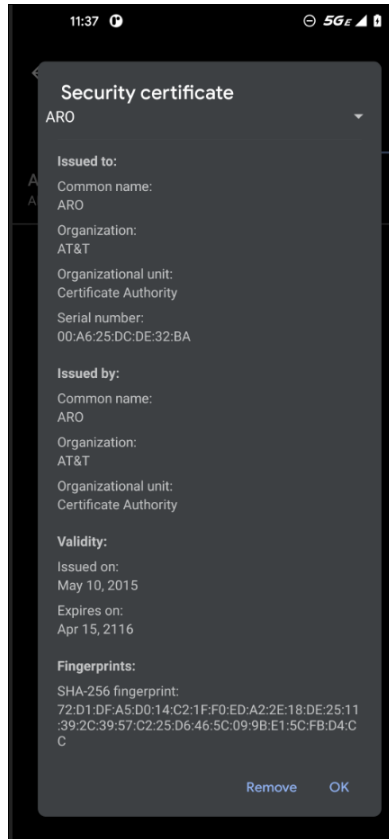 11:37
5GE
Security certificate
ARO
Issued to:
Common name:
ARO
Organization:
AT&T
Organizational unit:
Certificate Authority
Serial number:
00:A6:25:DC:DE:32:BA
Issued by:
Common name:
ARO
Organization:
AT&T
Organizational unit:
Certificate Authority
Validity:
Issued on:
May 10, 2015
Expires on:
Apr 15, 2116
Fingerprints:
SHA-256 fingerprint:
72:D1:DF:A5:D0:14:C2:1F:F0:ED:A2:2E:18:DE:25:11
:39:2C:39:57:C2:25:D6:46:5C:09:9B:E1:5C:FB:D4:C
C
Remove OK